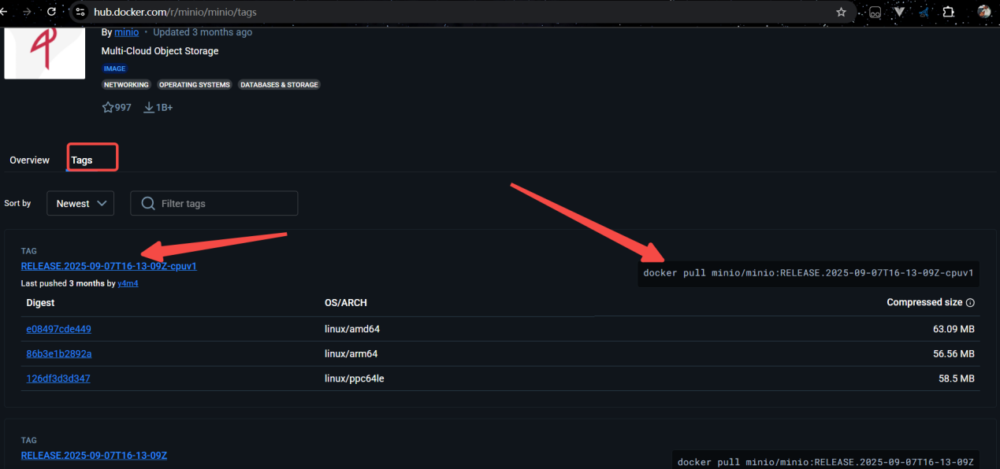 hub.docker.com/r/minio/minio/tags
By minio • Updated 3 months ago
Multi-Cloud Object Storage
IMAGE
NETWORKING OPERATING SYSTEMS DATABASES & STORAGE
997 1B+
Overview Tags
Sort by Newest Filter tags
TAG
RELEASE.2025-09-07T16-13-09Z-cpuv1
docker pull minio/minio:RELEASE.2025-09-07T16-13-09Z-cpuv1
Last pushed 3 months by y4m4
Digest OS/ARCH Compressed size
e08497cde449 linux/amd64 63.09 MB
86b3e1b2892a linux/arm64 56.56 MB
126df3d3d347 linux/ppc64le 58.5 MB
TAG
RELEASE.2025-09-07T16-13-09Z
docker pull minio/minio:RELEASE.2025-09-07T16-13-09Z